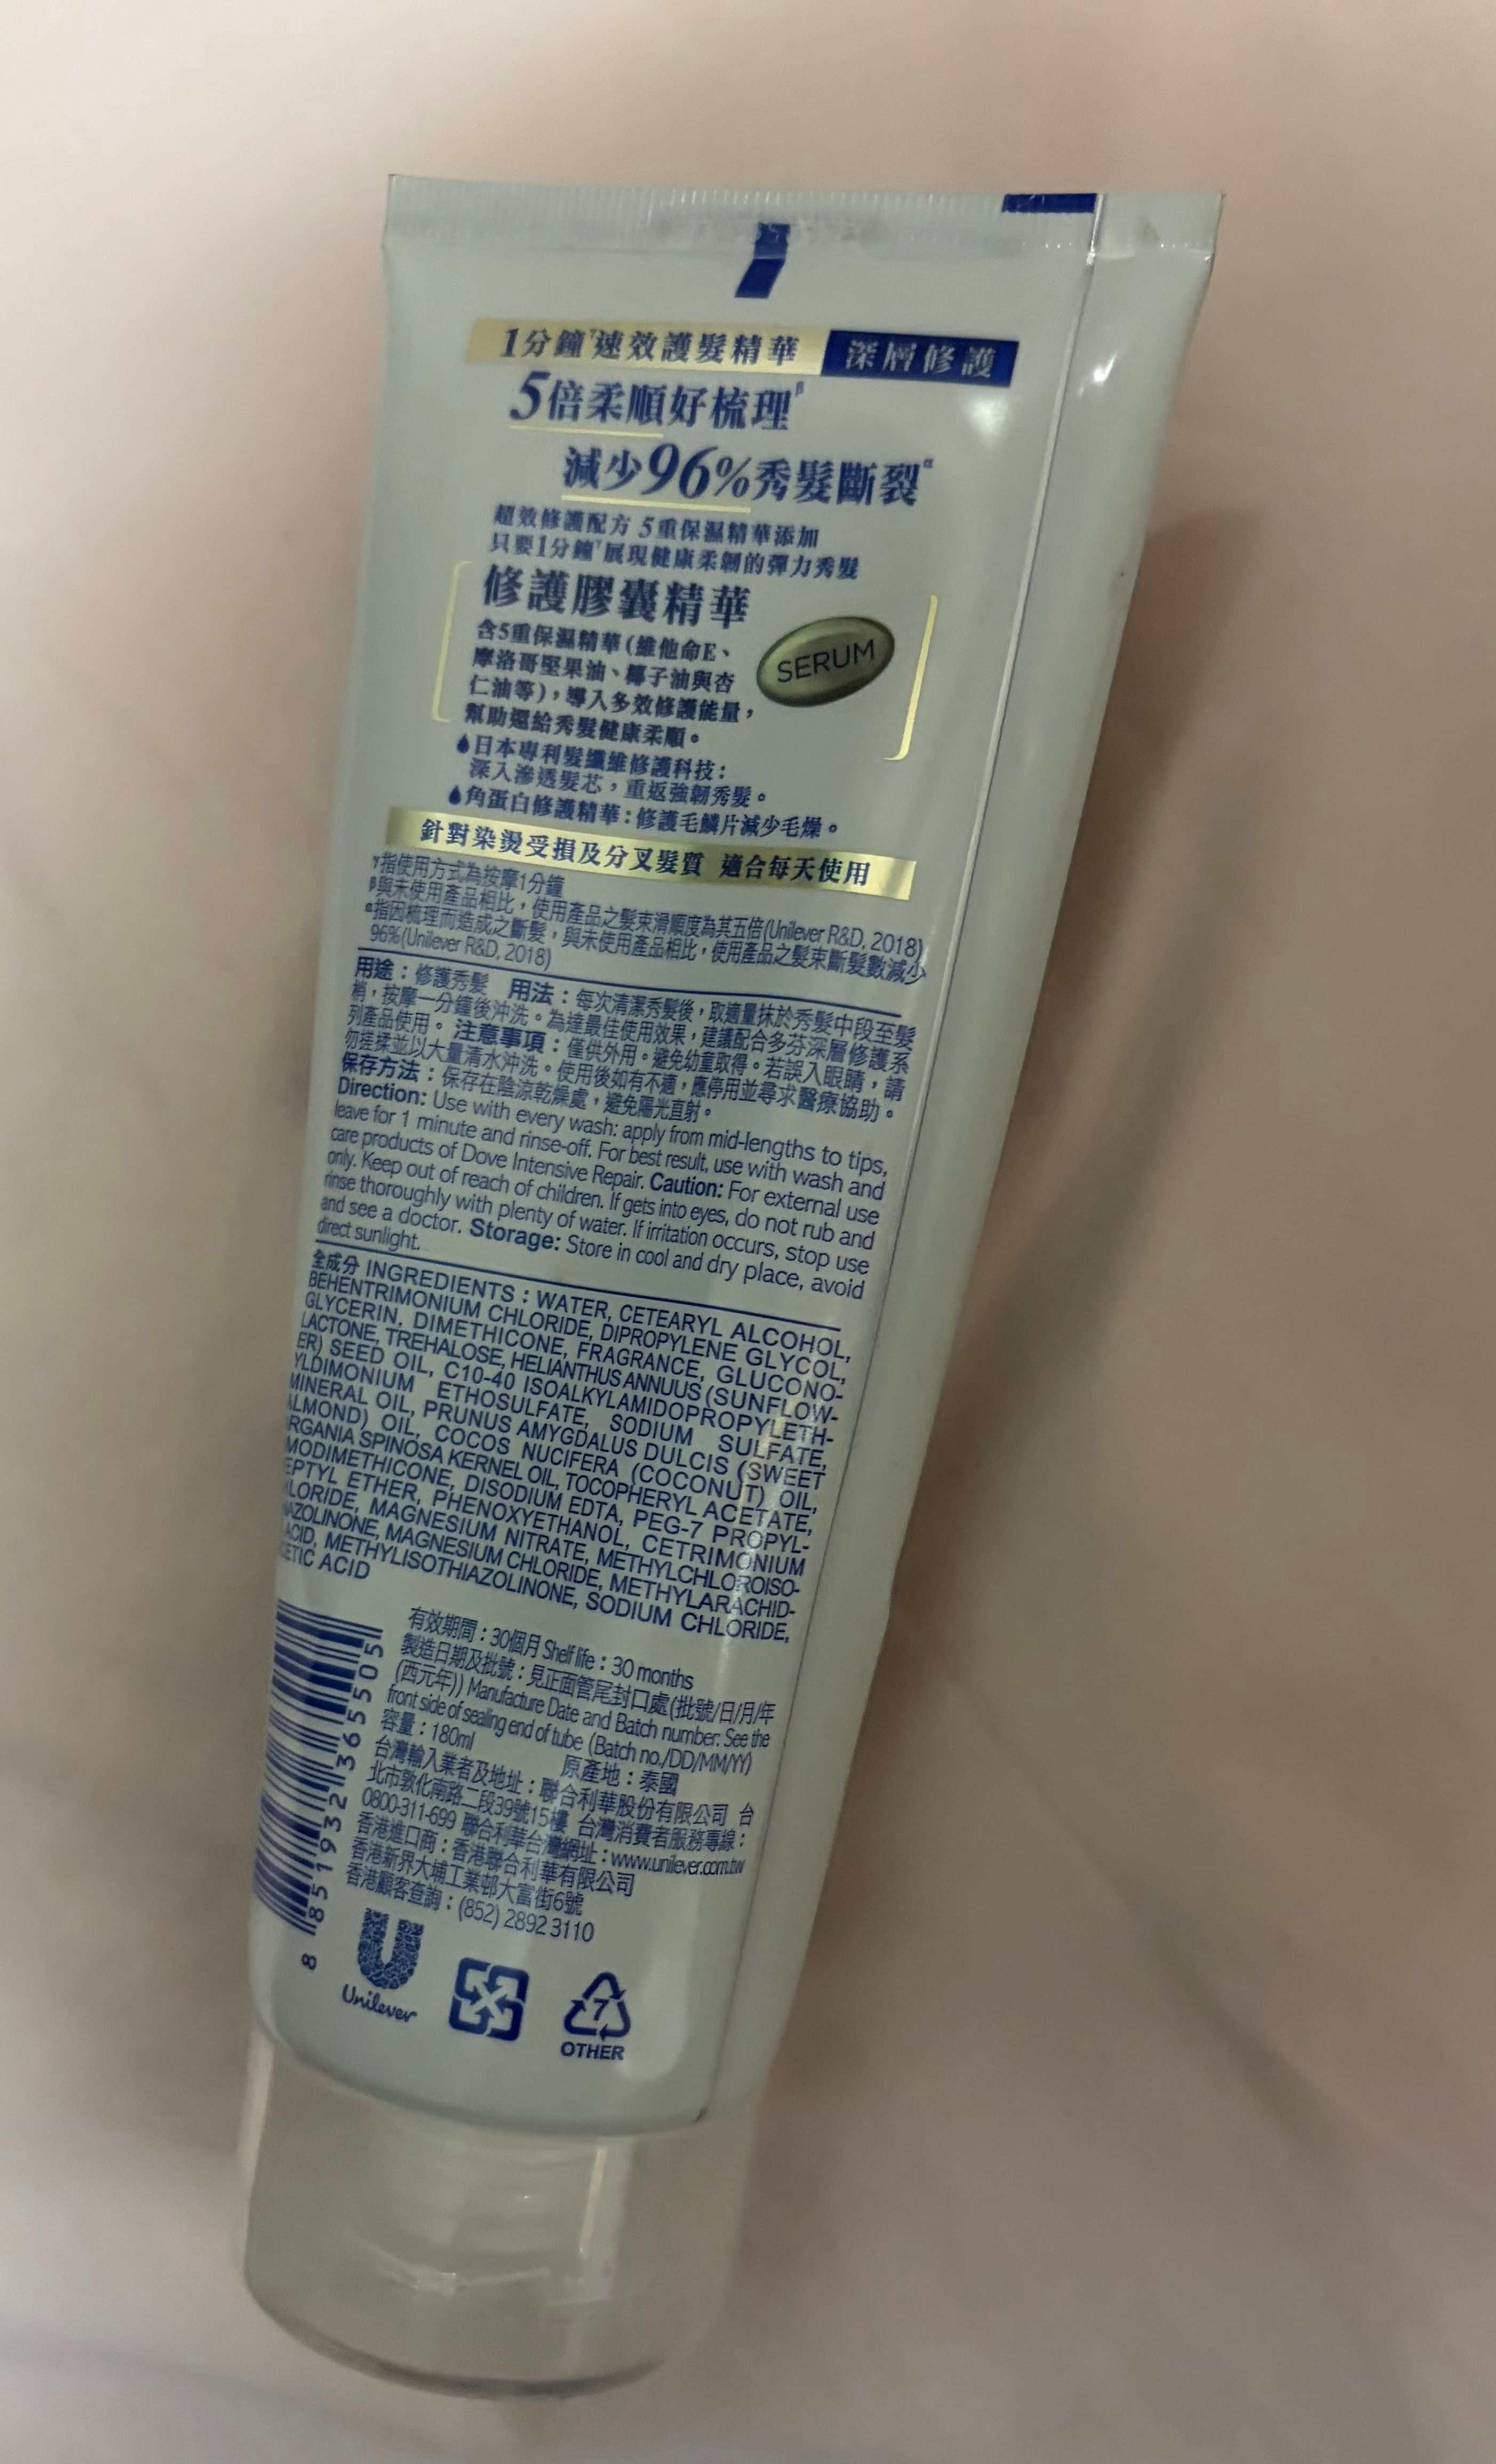 1分鐘γ速效護髮精華 深層修護
5倍柔順好梳理β
減少96%秀髮斷裂α
超效修護配方 5重保濕精華添加
只要1分鐘γ展現健康柔韌的彈力秀髮
修護膠囊精華
含5重保濕精華(維他命E、
摩洛哥堅果油、椰子油與杏
仁油等)，導入多效修護能量，
幫助還給秀髮健康柔順。
SERUM
日本專利髮纖維修護科技：
深入滲透髮芯，重返強韌秀髮。
角蛋白修護精華：修護毛鱗片減少毛燥。
針對染燙受損及分叉髮質 適合每天使用
γ指使用方式為按摩1分鐘
β與未使用產品相比，使用產品之髮束滑順度為其五倍(Unilever R&D, 2018)
α指因梳理而造成之斷髮，與未使用產品相比，使用產品之髮束斷髮數減少
96%(Unilever R&D, 2018)
用途：修護秀髮 用法：每次清潔秀髮後，取適量抹於秀髮中段至髮
梢，按摩一分鐘後沖洗。為達最佳使用效果，建議配合多芬深層修護系
列產品使用。 注意事項：僅供外用。避免幼童取得。若誤入眼睛，請
勿搓揉並以大量清水沖洗。使用後如有不適，應停用並尋求醫療協助。
保存方法：保存在陰涼乾燥處，避免陽光直射。
Direction: Use with every wash: apply from mid-lengths to tips,
leave for 1 minute and rinse-off. For best result, use with wash and
care products of Dove Intensive Repair. Caution: For external use
only. Keep out of reach of children. If gets into eyes, do not rub and
rinse thoroughly with plenty of water. If irritation occurs, stop use
and see a doctor. Storage: Store in cool and dry place, avoid
direct sunlight.
全成分 INGREDIENTS：WATER, CETEARYL ALCOHOL,
BEHENTRIMONIUM CHLORIDE, DIPROPYLENE GLYCOL,
GLYCERIN, DIMETHICONE, FRAGRANCE, GLUCONO-
LACTONE, TREHALOSE, HELIANTHUS ANNUUS (SUNFLOW-
ER) SEED OIL, C10-40 ISOALKYLAMIDOPROPYLETH-
YLDIMONIUM ETHOSULFATE, SODIUM SULFATE,
MINERAL OIL, PRUNUS AMYGDALUS DULCIS (SWEET
ALMOND) OIL, COCOS NUCIFERA (COCONUT) OIL,
RGANIA SPINOSA KERNEL OIL, TOCOPHERYL ACETATE,
MODIMETHICONE, DISODIUM EDTA, PEG-7 PROPYL-
EPTYL ETHER, PHENOXYETHANOL, CETRIMONIUM
HLORIDE, MAGNESIUM NITRATE, METHYLCHLOROISO-
IAZOLINONE, MAGNESIUM CHLORIDE, METHYLARACHID-
ACID, METHYLISOTHIAZOLINONE, SODIUM CHLORIDE,
CETIC ACID
有效期間：30個月 Shelf life：30 months
製造日期及批號：見正面管尾封口處(批號/日/月/年
(西元年)) Manufacture Date and Batch number: See the
front side of sealing end of tube (Batch no./DD/MM/YY)
容量：180ml 原產地：泰國
台灣輸入業者及地址：聯合利華股份有限公司 台
北市敦化南路二段39號15樓 台灣消費者服務專線：
0800-311-699 聯合利華台灣網址：www.unilever.com.tw
香港進口商：香港聯合利華有限公司
香港新界大埔工業邨大富街6號
香港顧客查詢：(852) 2892 3110
8 851932 365505
Unilever
7
OTHER